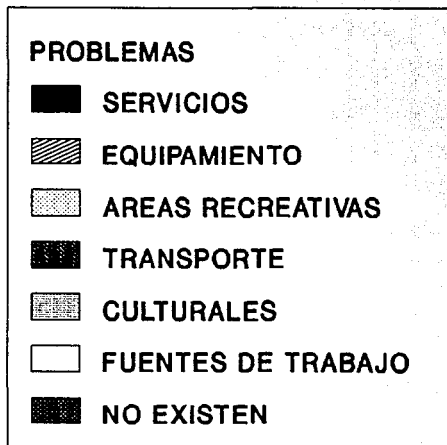 PROBLEMAS
SERVICIOS
EQUIPAMIENTO
AREAS RECREATIVAS
TRANSPORTE
CULTURALES
FUENTES DE TRABAJO
NO EXISTEN